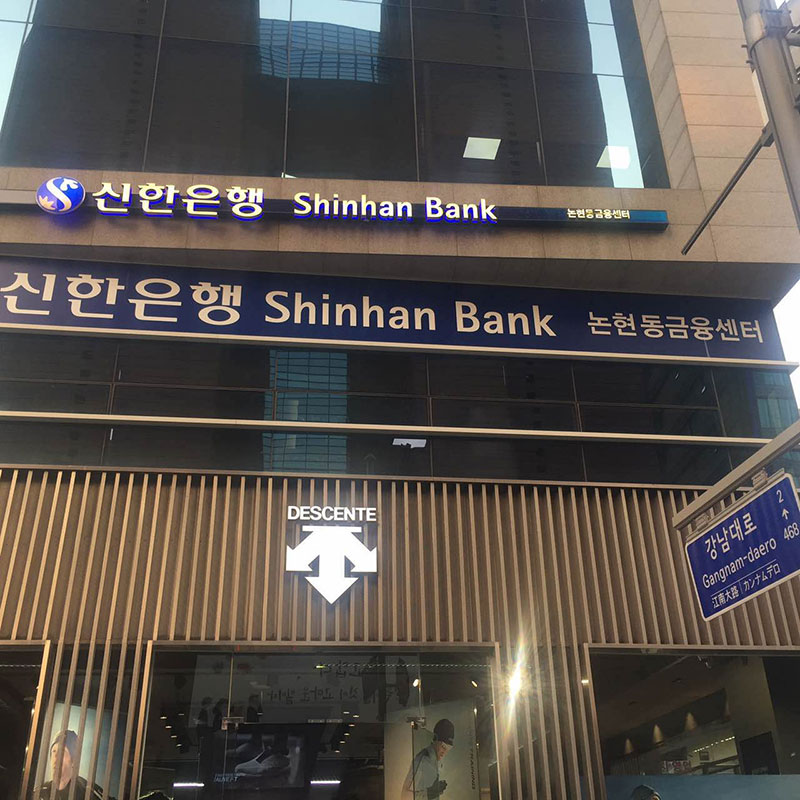 신한은행 Shinhan Bank 논현동금융센터
신한은행 Shinhan Bank 논현동금융센터
DESCENTE
강남대로
Gangnam-daero
江南大路 | カンナムデロ
2
↑
468